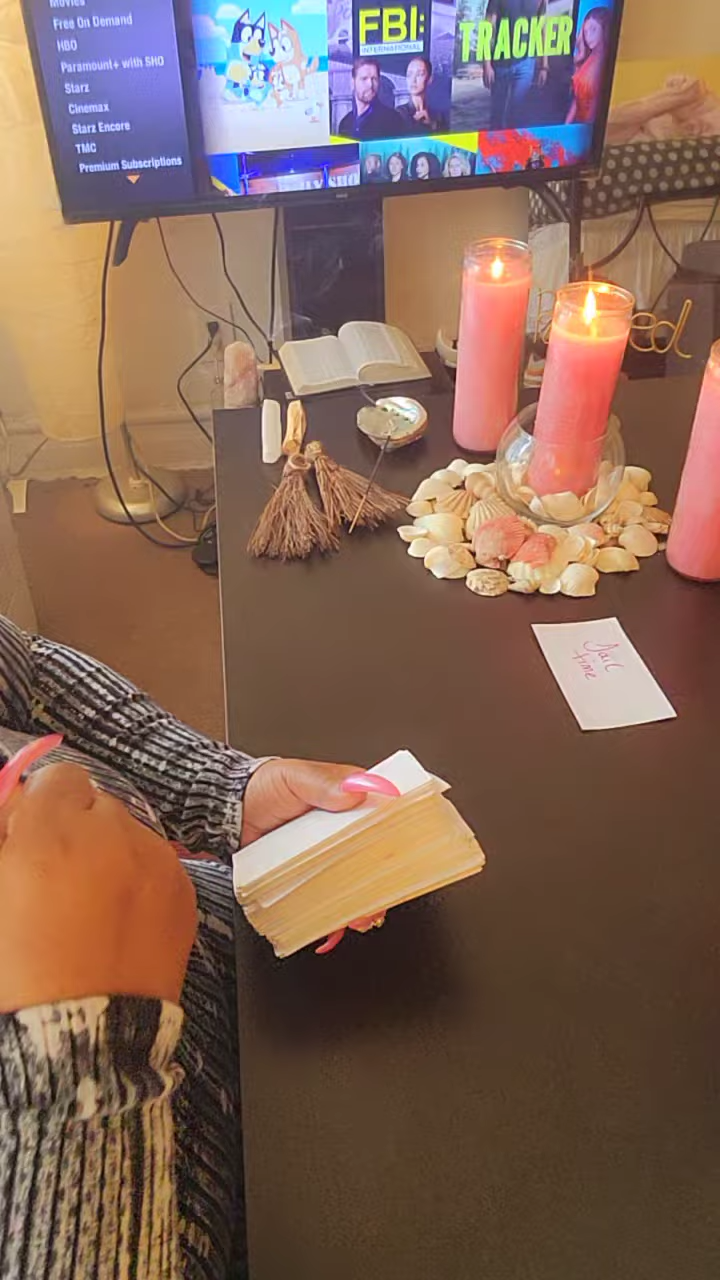 Movies
Free On Demand
HBO
Paramount+ with SHO
Starz
Cinemax
Starz Encore
TMC
Premium Subscriptions
FBI:
INTERNATIONAL
TRACKER
Jail
time